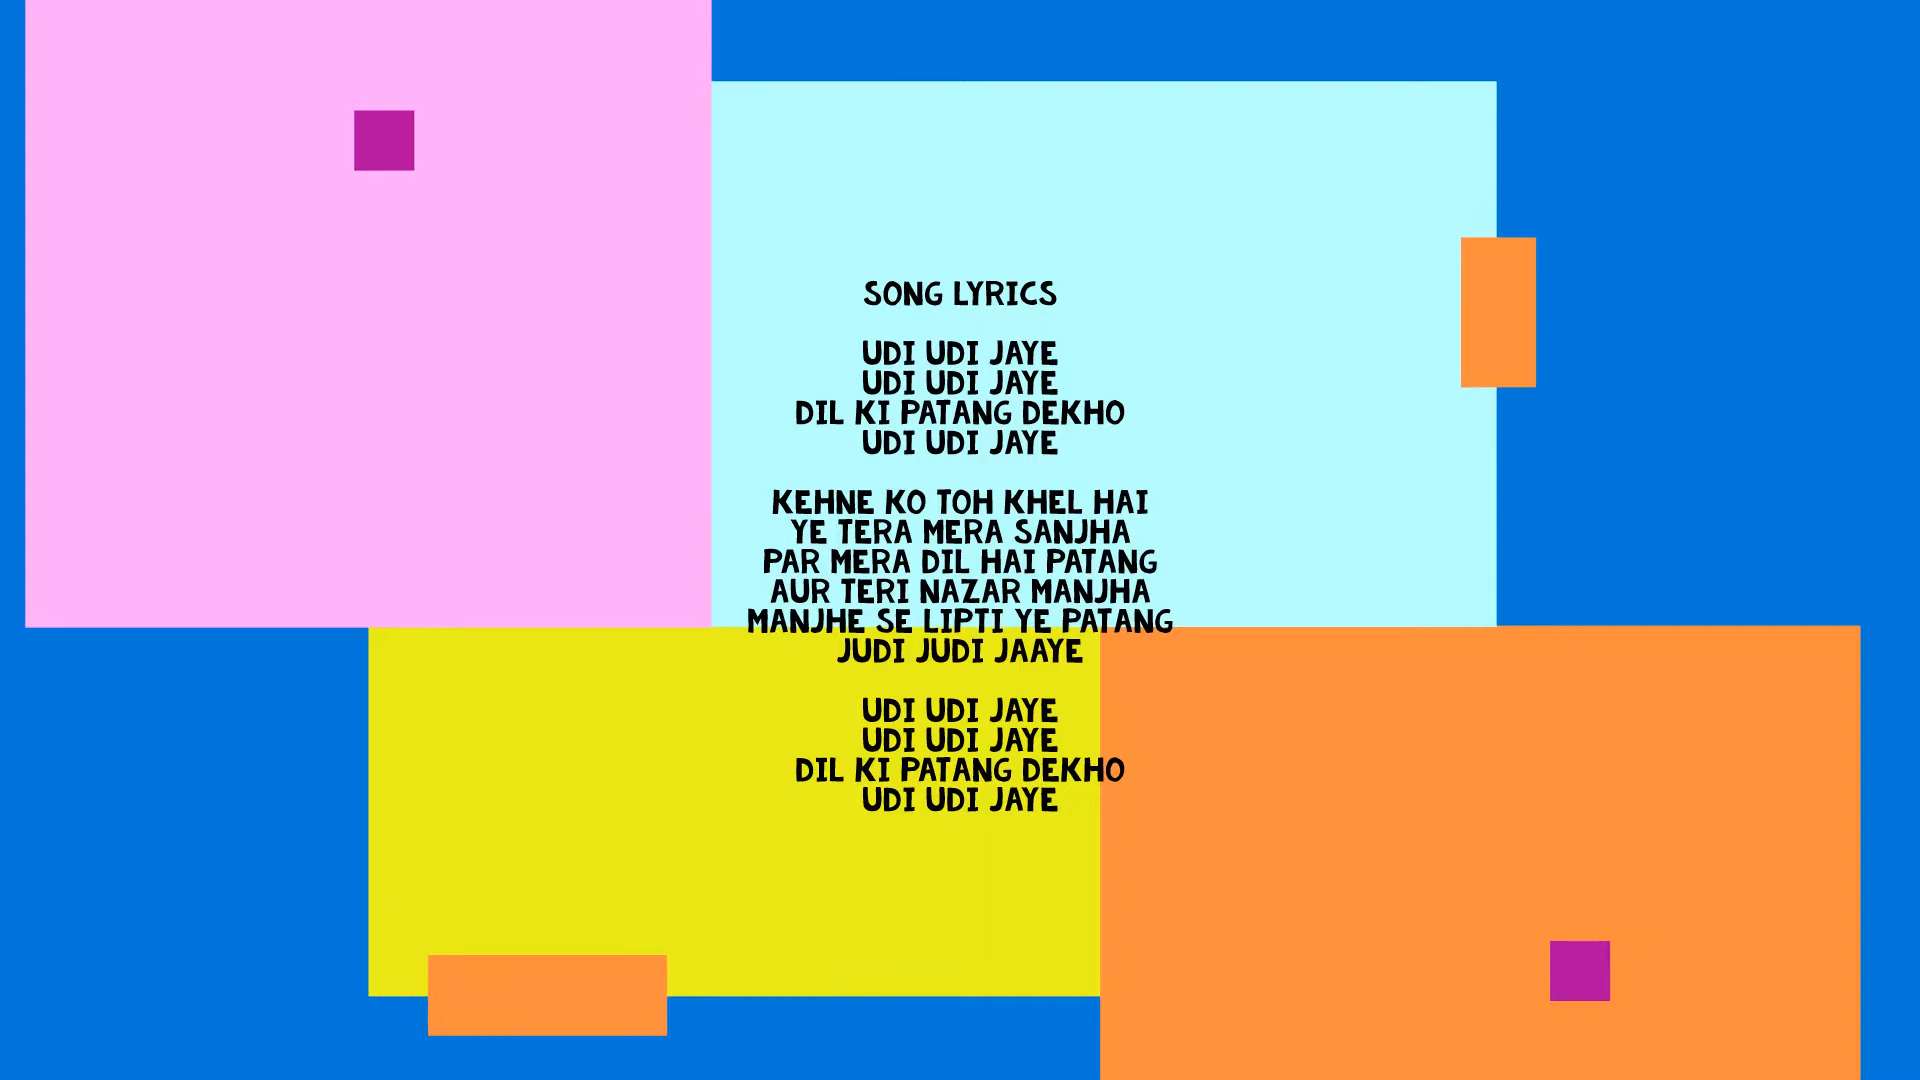 SONG LYRICS
UDI UDI JAYE
UDI UDI JAYE
DIL KI PATANG DEKHO
UDI UDI JAYE
KEHNE KO TOH KHEL HAI
YE TERA MERA SANJHA
PAR MERA DIL HAI PATANG
AUR TERI NAZAR MANJHA
MANJHE SE LIPTI YE PATANG
JUDI JUDI JAAYE
UDI UDI JAYE
UDI UDI JAYE
DIL KI PATANG DEKHO
UDI UDI JAYE